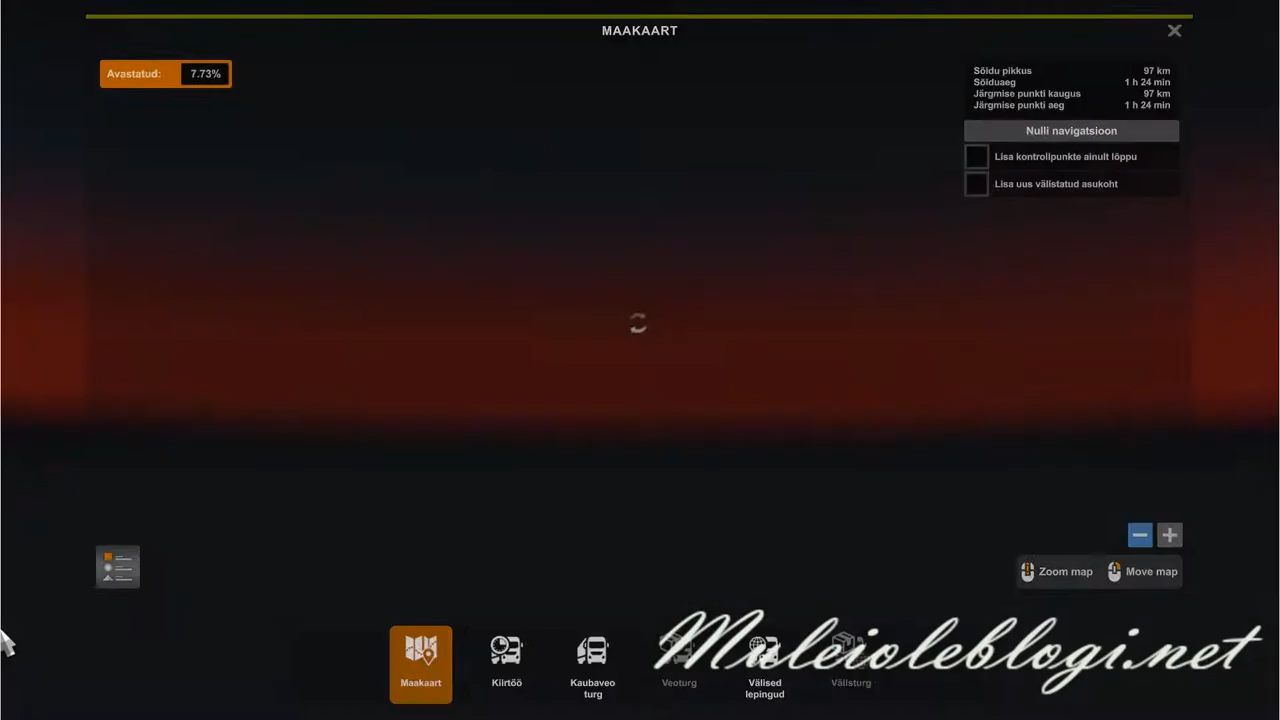 MAAKAART
Avastatud: 7.73%
Sõldu pikkus 97 km
Sõiduaeg 1 h 24 min
Järgmise punkti kaugus 97 km
Järgmise punkti aeg 1 h 24 min
Nulli navigatsioon
Lisa kontrolipunkte ainult lõppu
Lisa uus välistatud asukoht
Zoom map
Move map
Muleioleblogi.net
Maakaart
Kiirtöö
Kaubaveo turg
Veoturg
Välised lepingud
Välisturg